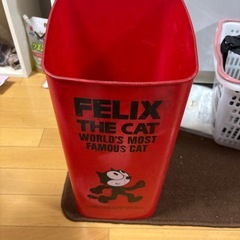 FELIX
THE CAT
WORLD'S MOST
FAMOUS CAT